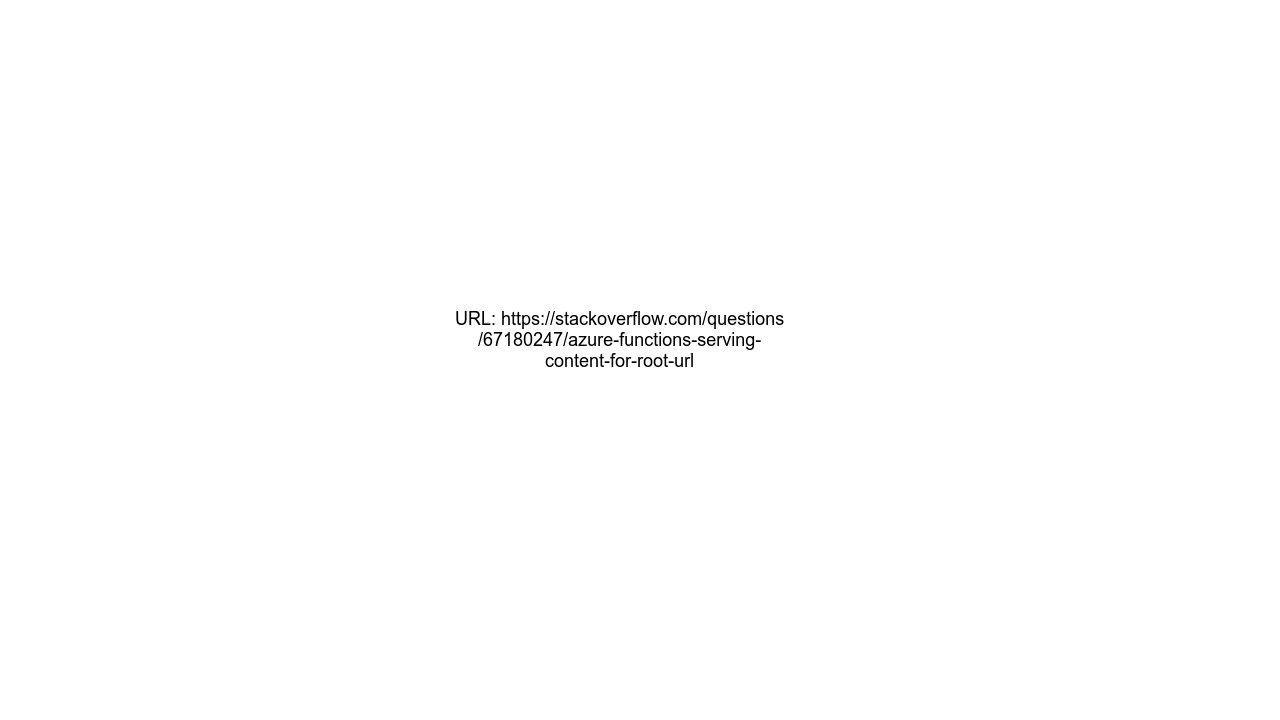 URL: https://stackoverflow.com/questions
/67180247/azure-functions-serving-
content-for-root-url